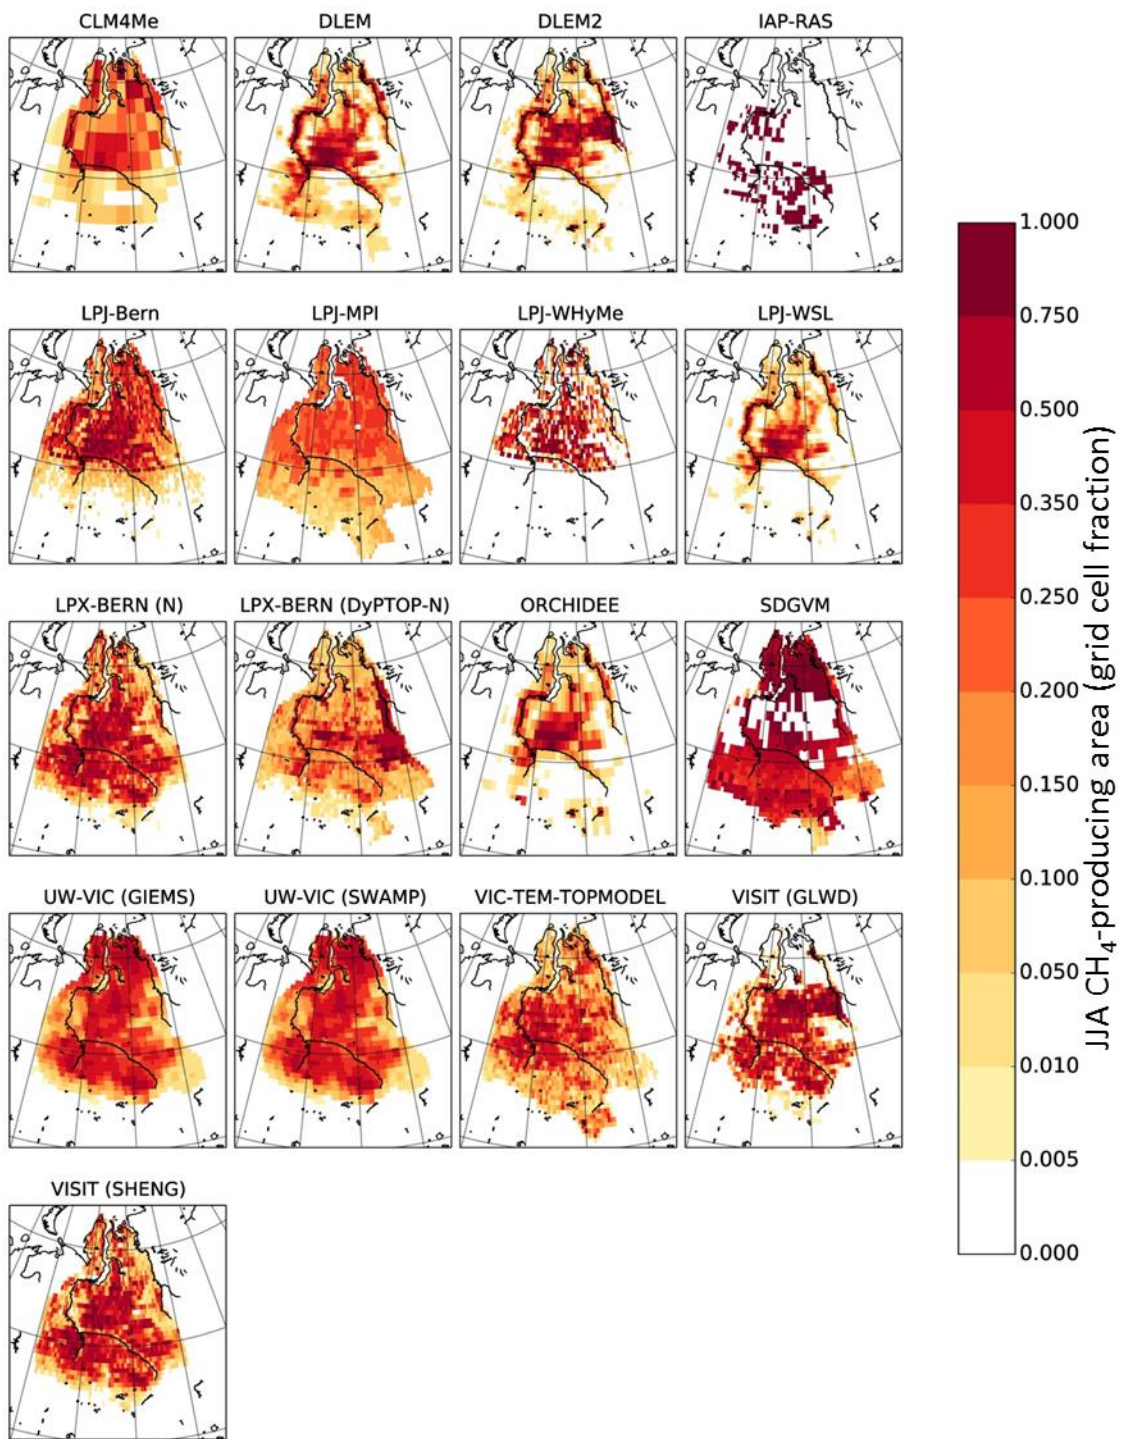 CLM4Me DLEM DLEM2 IAP-RAS
LPJ-Bern LPJ-MPI LPJ-WHyMe LPJ-WSL
LPX-BERN (N) LPX-BERN (DyPTOP-N) ORCHIDEE SDGVM
UW-VIC (GIEMS) UW-VIC (SWAMP) VIC-TEM-TOPMODEL VISIT (GLWD)
VISIT (SHENG)
1.000
0.750
0.500
0.350
0.250
0.200
0.150
0.100
0.050
0.010
0.005
0.000
JJA CH₄-producing area (grid cell fraction)